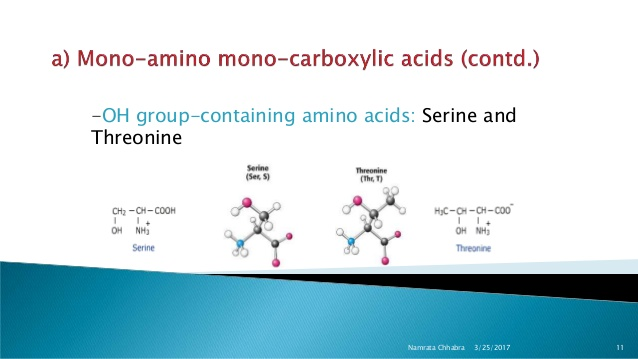 a) Mono-amino mono-carboxylic acids (contd.)
-OH group-containing amino acids: Serine and
Threonine
Serine
(Ser, S)
Threonine
(Thr, T)
CH₂ – CH – COOH
OH NH₃
+
Serine
H₃C – CH – CH – COO⁻
OH NH₃
+
Threonine
Namrata Chhabra 3/25/2017 11